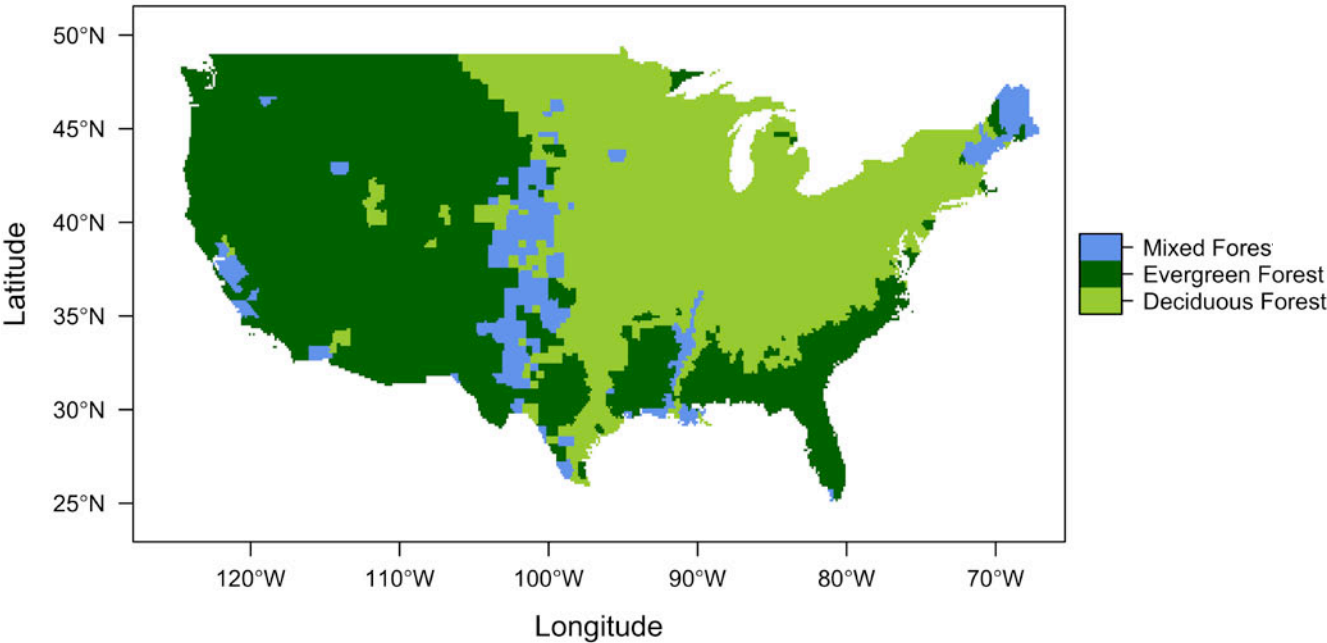 50°N
45°N
40°N
35°N
30°N
25°N
Latitude
120°W 110°W 100°W 90°W 80°W 70°W
Longitude
Mixed Fores
Evergreen Forest
Deciduous Forest